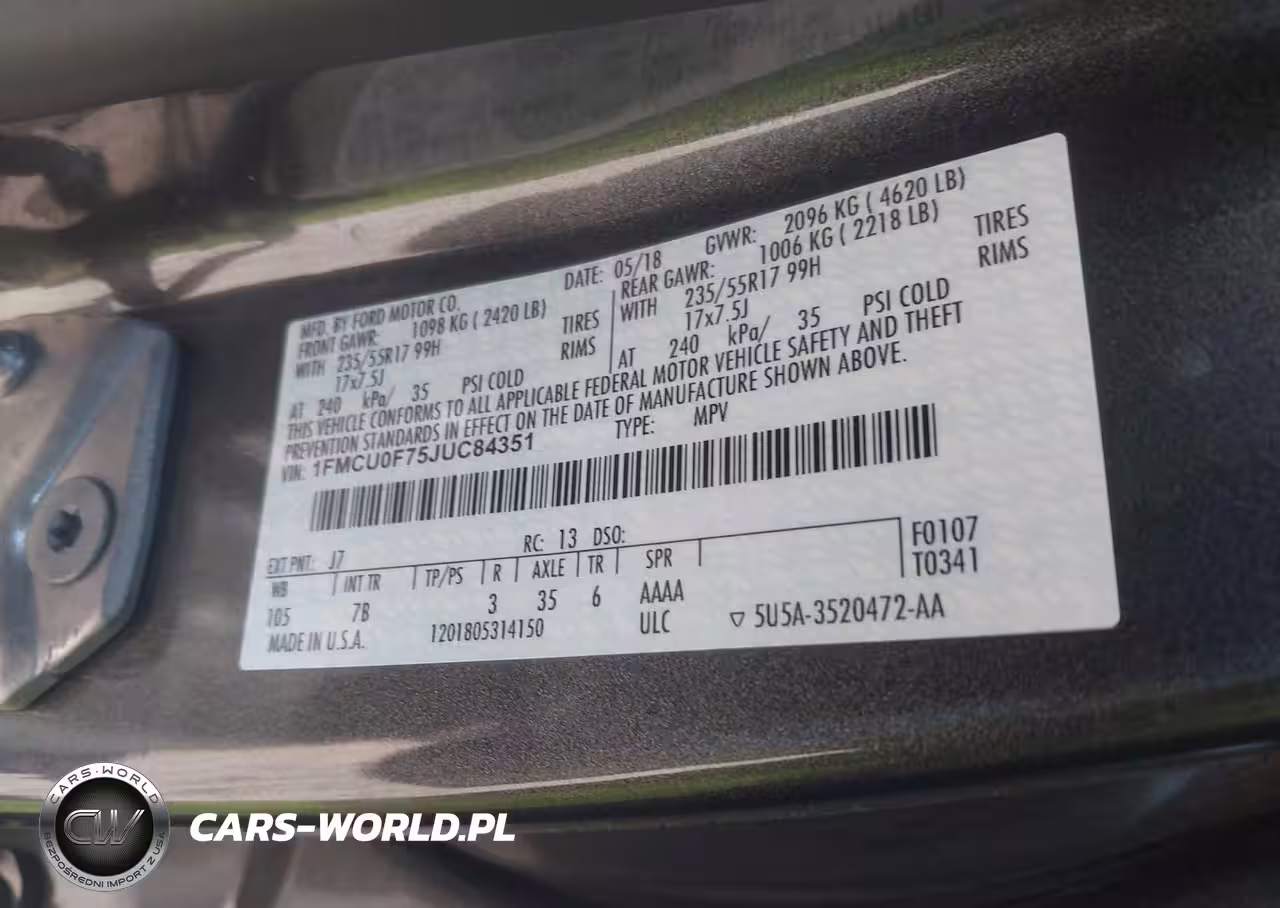 MFD. BY FORD MOTOR CO.
DATE: 05/18 GVWR: 2096 KG ( 4620 LB)
FRONT GAWR: 1098 KG ( 2420 LB)
WITH 235/55R17 99H TIRES
17x7.5J RIMS
AT 240 kPa/ 35 PSI COLD
REAR GAWR: 1006 KG ( 2218 LB)
WITH 235/55R17 99H TIRES
17x7.5J RIMS
AT 240 kPa/ 35 PSI COLD
THIS VEHICLE CONFORMS TO ALL APPLICABLE FEDERAL MOTOR VEHICLE SAFETY AND THEFT
PREVENTION STANDARDS IN EFFECT ON THE DATE OF MANUFACTURE SHOWN ABOVE.
VIN: 1FMCU0F75JUC84351 TYPE: MPV
EXT PNT: J7 RC: 13 DSO:
WB INT TR TP/PS R AXLE TR SPR
105 7B 3 35 6 AAAA
F0107
T0341
MADE IN U.S.A. 1201805314150 ULC ▽ 5U5A-3520472-AA
CARS-WORLD
CW
BEZPOŚREDNI IMPORT Z USA
CARS-WORLD.PL